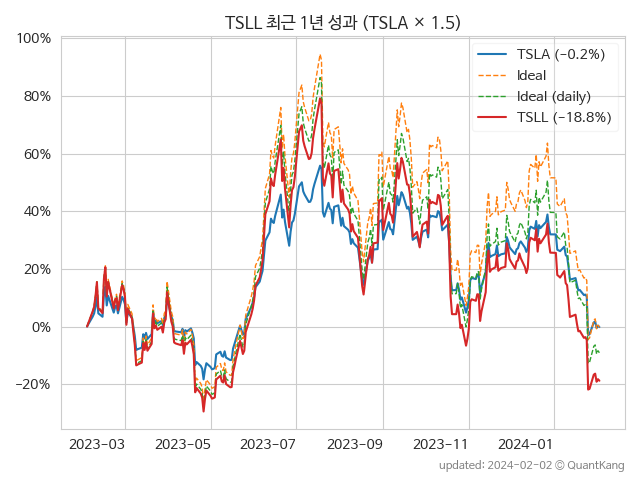 TSLL 최근 1년 성과 (TSLA × 1.5)
100%
80%
60%
40%
20%
0%
−20%
TSLA (−0.2%)
Ideal
Ideal (daily)
TSLL (−18.8%)
2023-03
2023-05
2023-07
2023-09
2023-11
2024-01
updated: 2024-02-02 © QuantKang